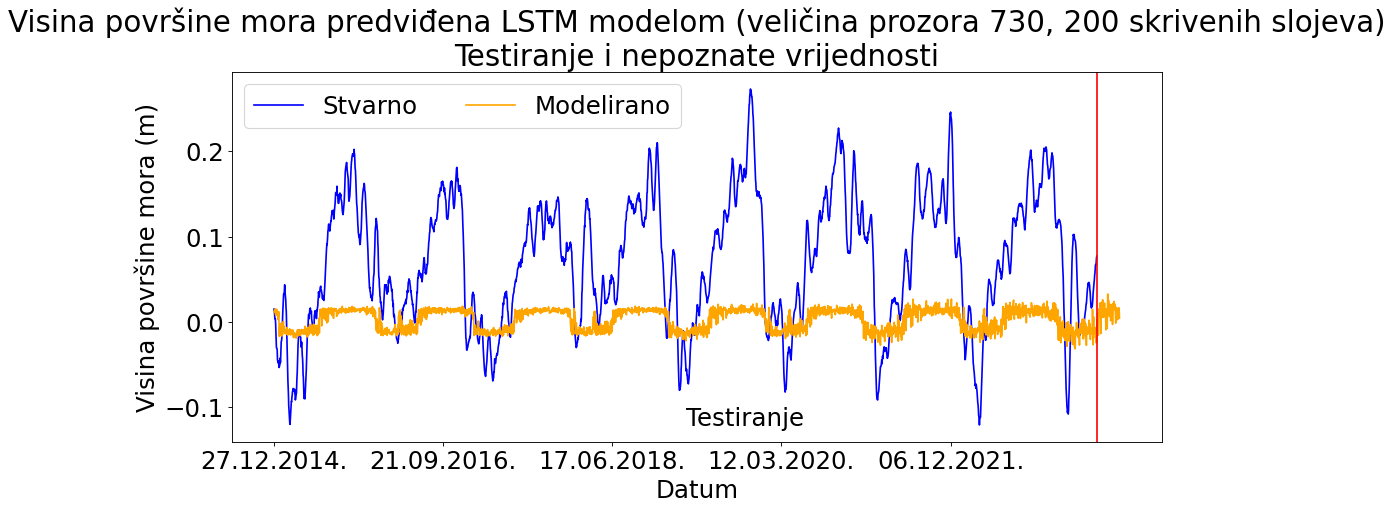 Visina površine mora predviđena LSTM modelom (veličina prozora 730, 200 skrivenih slojeva)
Testiranje i nepoznate vrijednosti
Stvarno
Modelirano
Visina površine mora (m)
0.2
0.1
0.0
−0.1
Testiranje
27.12.2014.
21.09.2016.
17.06.2018.
12.03.2020.
06.12.2021.
Datum